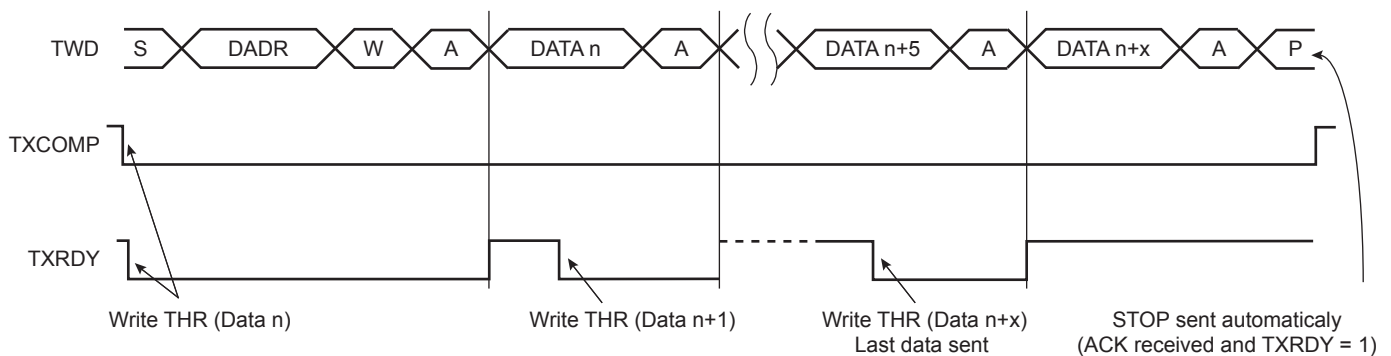 TWD S DADR W A DATA n A DATA n+5 A DATA n+x A P
TXCOMP
TXRDY
Write THR (Data n)
Write THR (Data n+1)
Write THR (Data n+x)
Last data sent
STOP sent automaticaly
(ACK received and TXRDY = 1)